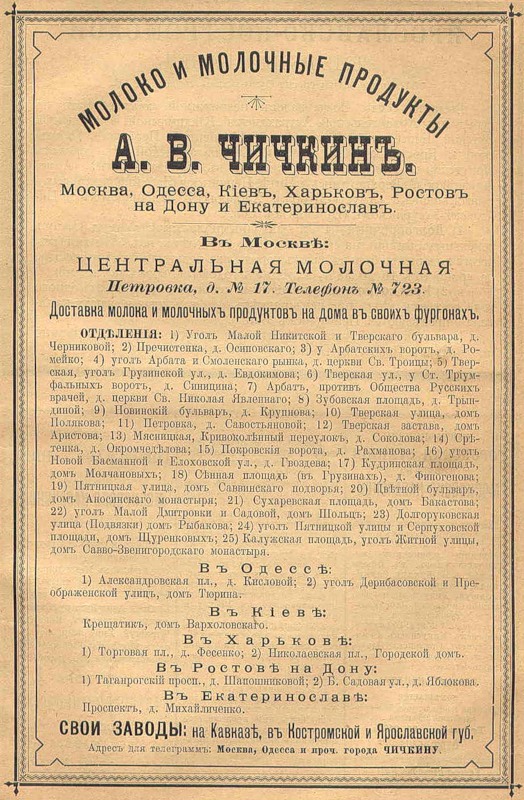 МОЛОКО И МОЛОЧНЫЕ ПРОДУКТЫ
А. В. ЧИЧКИНЪ.
Москва, Одесса, Кіевъ, Харьковъ, Ростовъ
на Дону и Екатеринославъ.
Въ Москвѣ:
ЦЕНТРАЛЬНАЯ МОЛОЧНАЯ
Петровка, д. № 17. Телефонъ № 723.
Доставка молока и молочныхъ продуктовъ на дома въ своихъ фургонахъ.
ОТДѢЛЕНІЯ: 1) Уголъ Малой Никитской и Тверскаго бульвара, д.
Черниковой; 2) Пречистенка, д. Осиповскаго; 3) у Арбатскихъ воротъ, д. Ро-
мейко; 4) уголъ Арбата и Смоленскаго рынка, д. церкви Св. Троицы; 5) Твер-
ская, уголъ Грузинской ул., д. Евдокимова; 6) Тверская ул., у Ст. Тріум-
фальныхъ воротъ, д. Синицина; 7) Арбатъ, противъ Общества Русскихъ
врачей, д. церкви Св. Николая Явленнаго; 8) Зубовская площадь, д. Трын-
диной; 9) Новинскій бульваръ, д. Крупнова; 10) Тверская улица, домъ
Полякова; 11) Петровка, д. Савостьяновой; 12) Тверская застава, домъ
Аристова; 13) Мясницкая, Кривоколѣнный переулокъ, д. Соколова; 14) Срѣ-
тенка, д. Окромчедѣлова; 15) Покровскія ворота, д. Рахманова; 16) уголъ
Новой Басманной и Елоховской ул., д. Гвоздева; 17) Кудринская площадь,
домъ Молчановыхъ; 18) Сѣнная площадь (въ Грузинахъ), д. Финогенова;
19) Пятницкая улица, домъ Саввинскаго подворья; 20) Цвѣтной бульваръ,
домъ Аносинскаго монастыря; 21) Сухаревская площадь, домъ Бакастова;
22) уголъ Малой Дмитровки и Садовой, домъ Шольцъ; 23) Долгоруковская
улица (Подвязки) домъ Рыбакова; 24) уголъ Пятницкой улицы и Серпуховской
площади, домъ Щуренковыхъ; 25) Калужская площадь, уголъ Житной улицы,
домъ Савво-Звенигородскаго монастыря.
Въ Одессѣ:
1) Александровская пл., д. Кисловой; 2) уголъ Дерибасовской и Пре-
ображенской улицъ, домъ Тюрина.
Въ Кіевѣ:
Крещатикъ, домъ Вархоловскаго.
Въ Харьковѣ:
1) Торговая пл., д. Фесенко; 2) Николаевская пл., Городской домъ.
Въ Ростовѣ на Дону:
1) Таганрогскій просп., д. Шапошниковой; 2) Б. Садовая ул., д. Яблокова.
Въ Екатеринославѣ:
Проспектъ, д. Михайличенко.
СВОИ ЗАВОДЫ: на Кавказѣ, въ Костромской и Ярославской губ.
Адресъ для телеграммъ: Москва, Одесса и проч. города ЧИЧКИНУ.